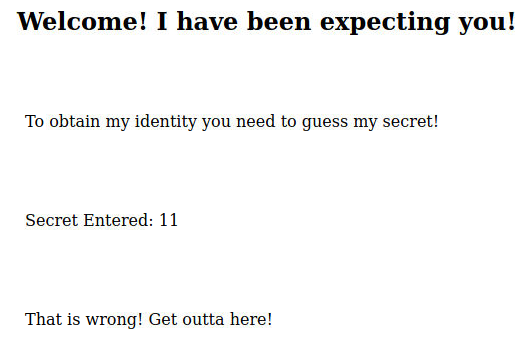 Welcome! I have been expecting you!
To obtain my identity you need to guess my secret!
Secret Entered: 11
That is wrong! Get outta here!